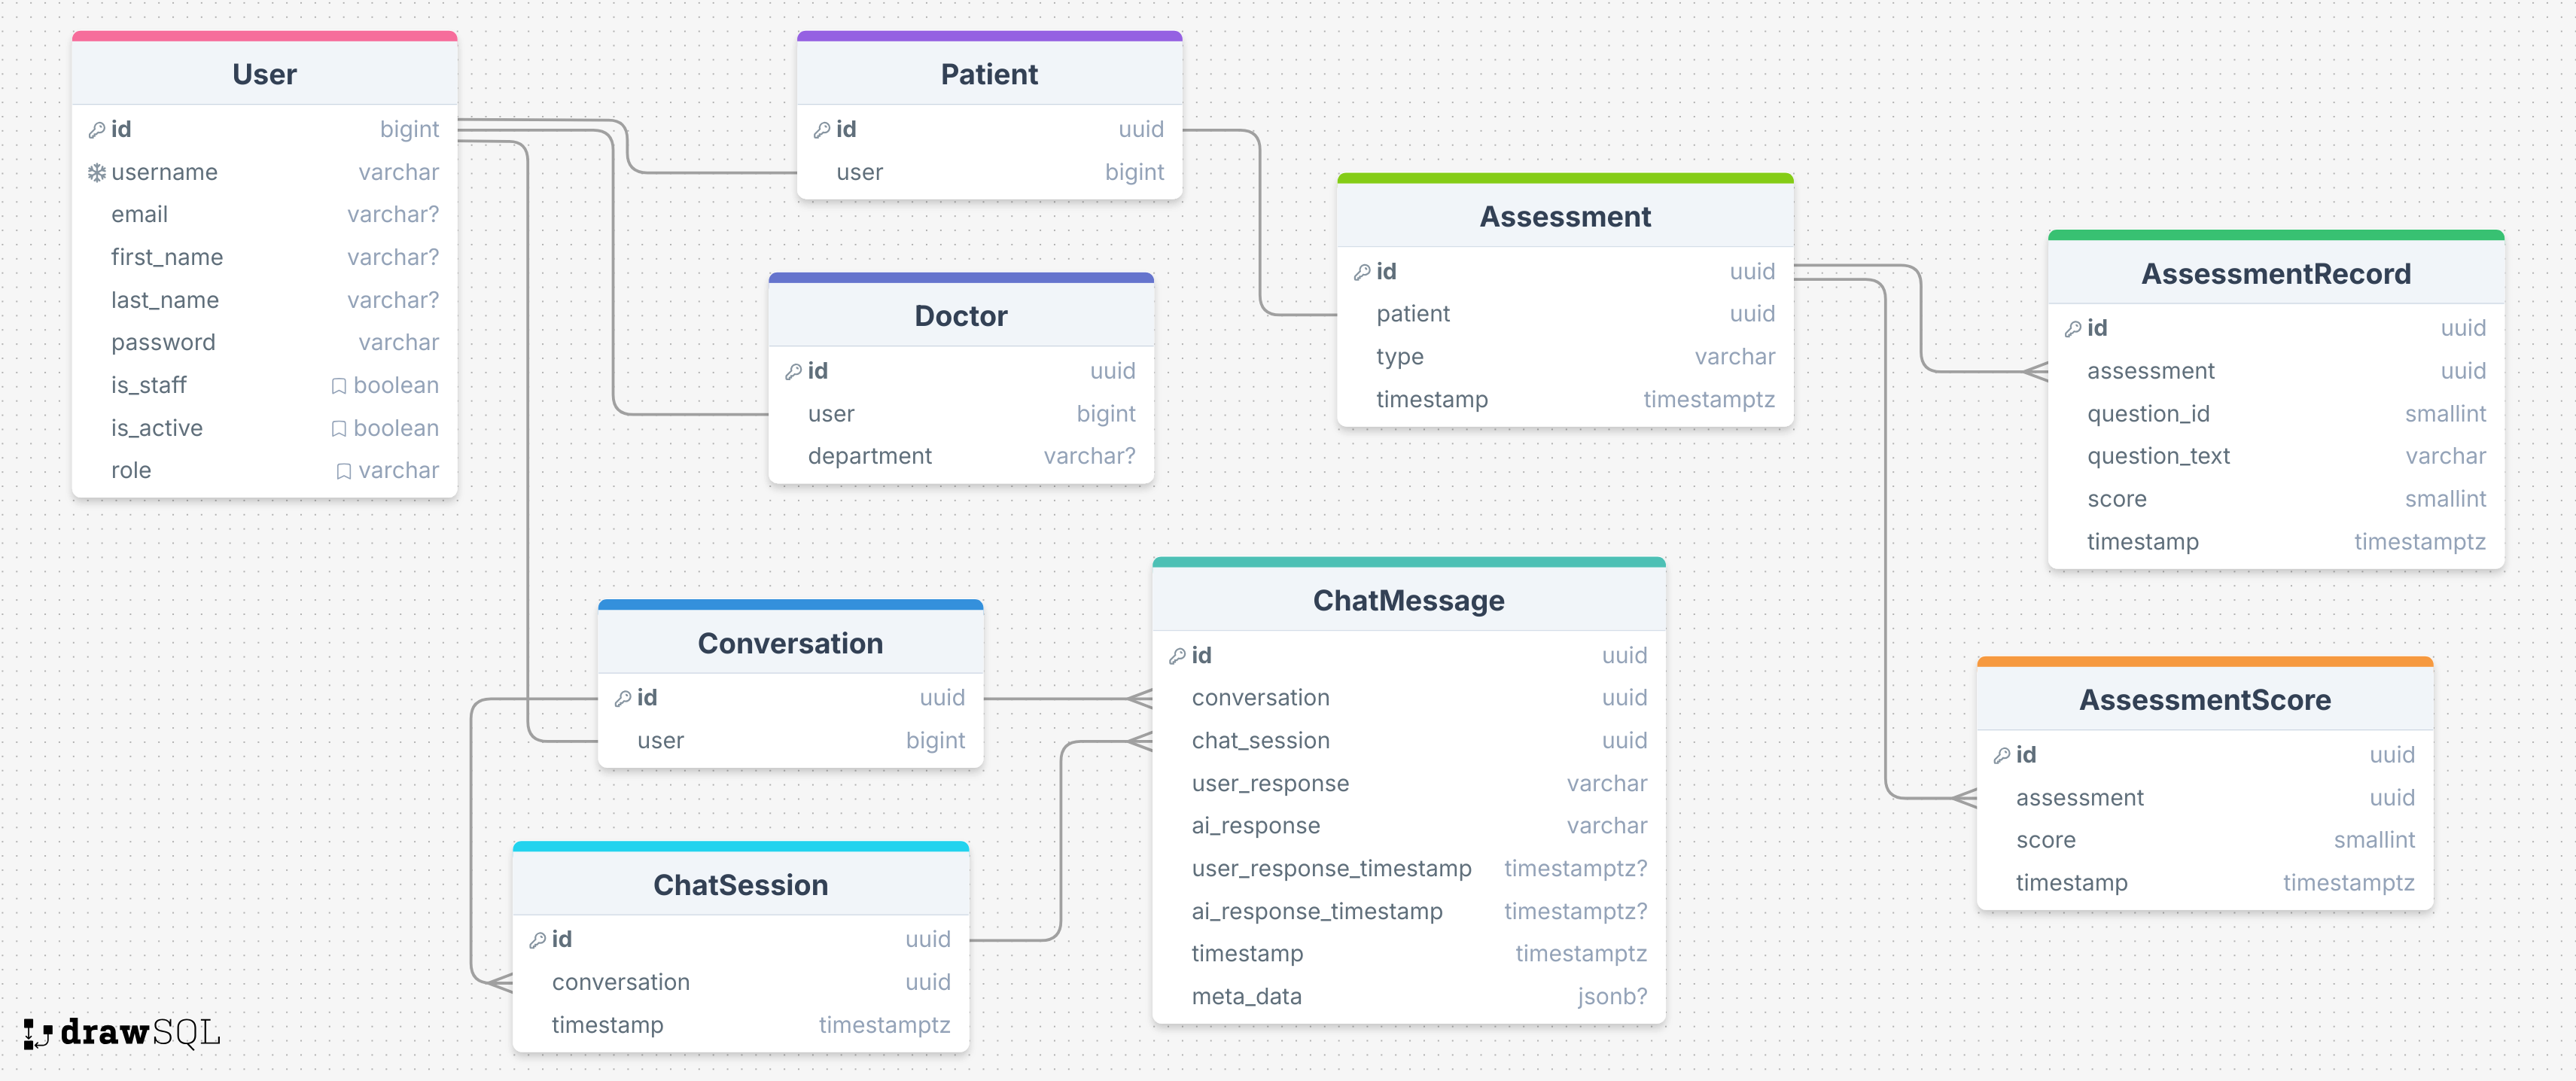 User
id bigint
username varchar
email varchar?
first_name varchar?
last_name varchar?
password varchar
is_staff boolean
is_active boolean
role varchar
Patient
id uuid
user bigint
Doctor
id uuid
user bigint
department varchar?
Assessment
id uuid
patient uuid
type varchar
timestamp timestamptz
AssessmentRecord
id uuid
assessment uuid
question_id smallint
question_text varchar
score smallint
timestamp timestamptz
Conversation
id uuid
user bigint
ChatMessage
id uuid
conversation uuid
chat_session uuid
user_response varchar
ai_response varchar
user_response_timestamp timestamptz?
ai_response_timestamp timestamptz?
timestamp timestamptz
meta_data jsonb?
AssessmentScore
id uuid
assessment uuid
score smallint
timestamp timestamptz
ChatSession
id uuid
conversation uuid
timestamp timestamptz
drawSQL